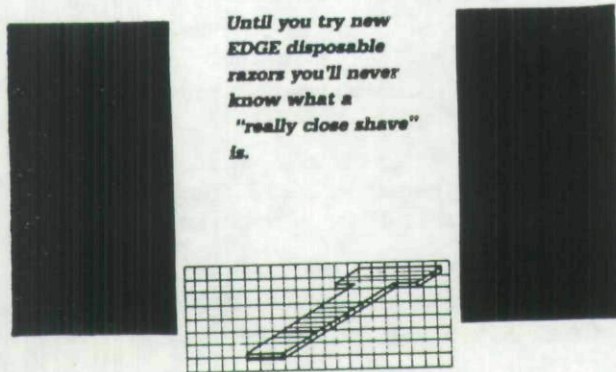 Until you try new
EDGE disposable
razors you'll never
know what a
"really close shave"
is.